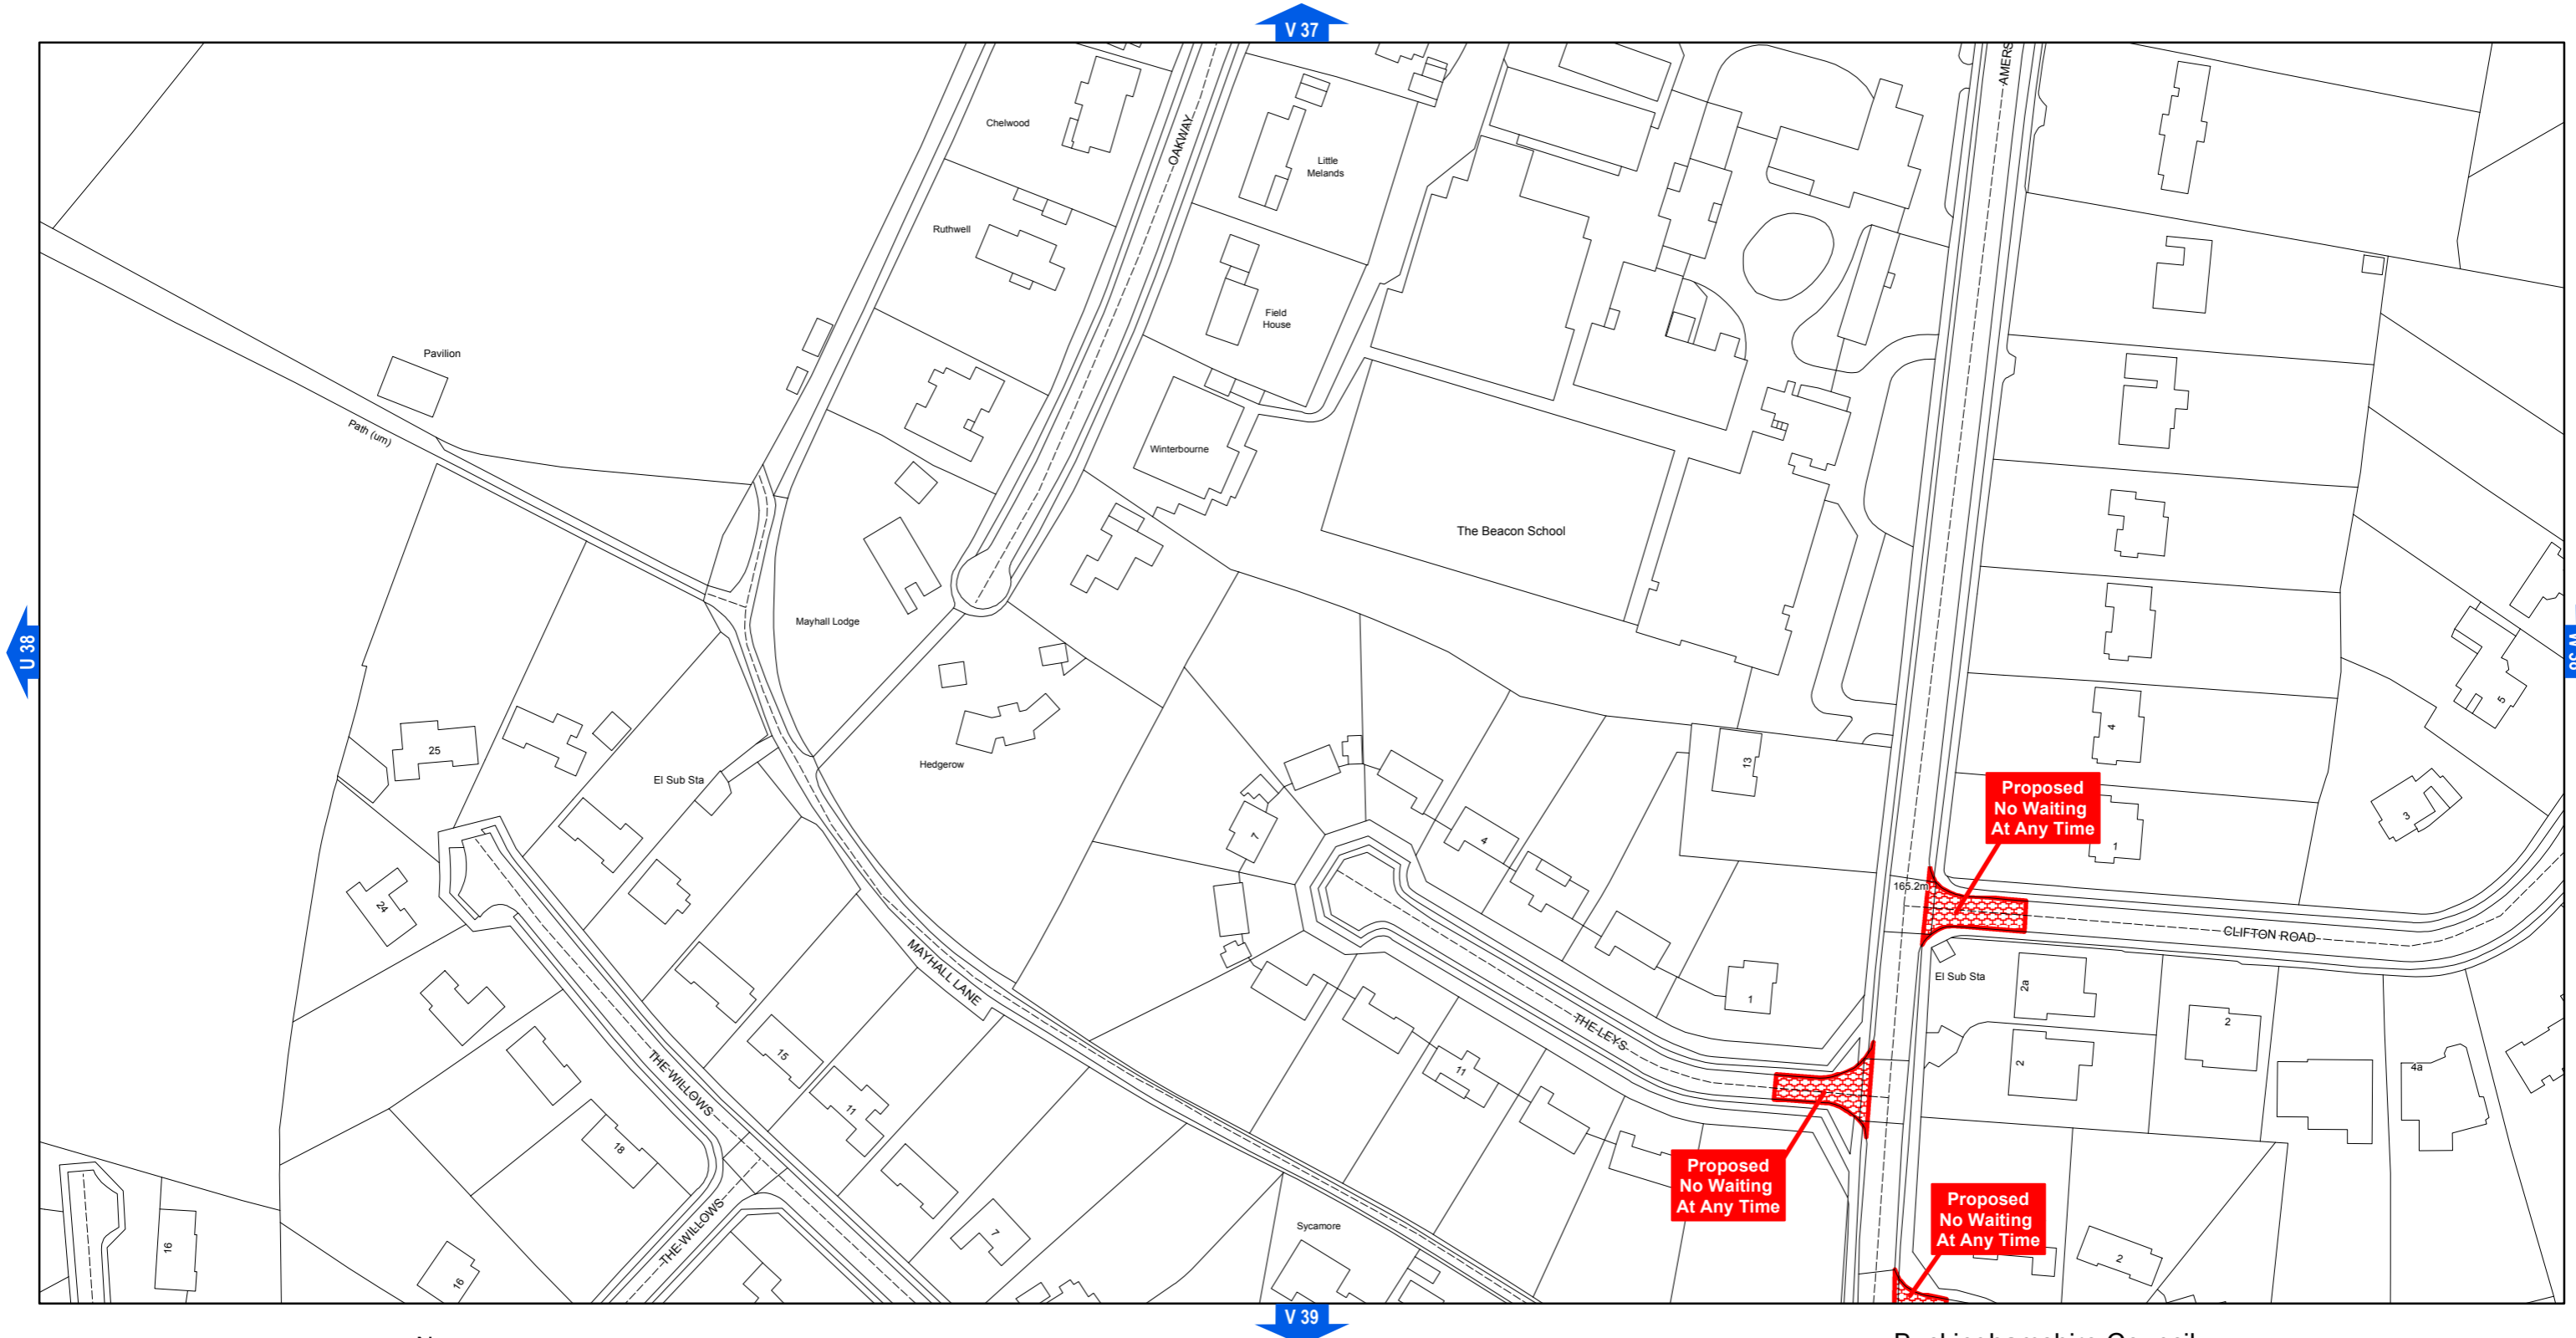 V 37
AMERS
OAKWAY
Chelwood
Little
Melands
Ruthwell
Field
House
Pavilion
Path (um)
Winterbourne
The Beacon School
U 38
Mayhall Lodge
5
4
25
El Sub Sta
Hedgerow
13
Proposed
No Waiting
At Any Time
7
4
3
1
24
165.2m
CLIFTON ROAD
MAYHALL LANE
El Sub Sta
2a
1
2
THE LEYS
THE WILLOWS
15
11
2
4a
11
18
Proposed
No Waiting
At Any Time
Proposed
No Waiting
At Any Time
THE WILLOWS
Sycamore
7
16
16
2
V 39